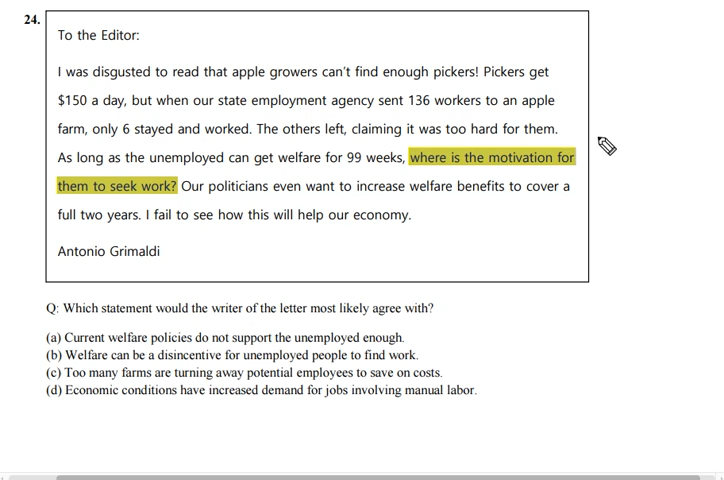 24.
To the Editor:
I was disgusted to read that apple growers can't find enough pickers! Pickers get
$150 a day, but when our state employment agency sent 136 workers to an apple
farm, only 6 stayed and worked. The others left, claiming it was too hard for them.
As long as the unemployed can get welfare for 99 weeks, where is the motivation for
them to seek work? Our politicians even want to increase welfare benefits to cover a
full two years. I fail to see how this will help our economy.
Antonio Grimaldi
Q: Which statement would the writer of the letter most likely agree with?
(a) Current welfare policies do not support the unemployed enough.
(b) Welfare can be a disincentive for unemployed people to find work.
(c) Too many farms are turning away potential employees to save on costs.
(d) Economic conditions have increased demand for jobs involving manual labor.